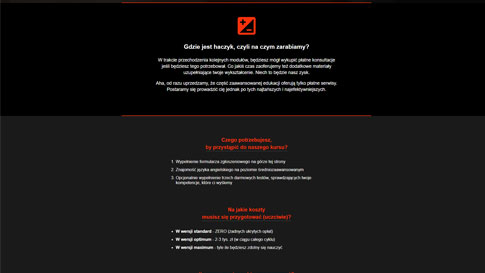 Gdzie jest haczyk, czyli na czym zarabiamy?
W trakcie przechodzenia kolejnych modułów, będziesz mógł wykupić płatne konsultacje
jeśli będziesz tego potrzebował. Co jakiś czas zaoferujemy też dodatkowe materiały
uzupełniające twoje wykształcenie. Niech to będzie nasz zysk.
Aha, od razu uprzedzamy, że część zaawansowanej edukacji oferują tylko płatne serwisy.
Postaramy się prowadzić cię jednak po tych najtańszych i najefektywniejszych.
Czego potrzebujesz,
by przystąpić do naszego kursu?
1. Wypełnienie formularza zgłoszeniowego na górze tej strony
2. Znajomość języka angielskiego na poziomie średniozaawansowanym
3. Opcjonalnie wypełnienie trzech darmowych testów, sprawdzających twoje
kompetencje, które ci wyślemy
Na jakie koszty
musisz się przygotować (uczciwie)?
• W wersji standard - ZERO (żadnych ukrytych opłat)
• W wersji optimum - 2-3 tys. zł (w ciągu całego cyklu)
• W wersji maximum - tyle ile będziesz zdolny się nauczyć